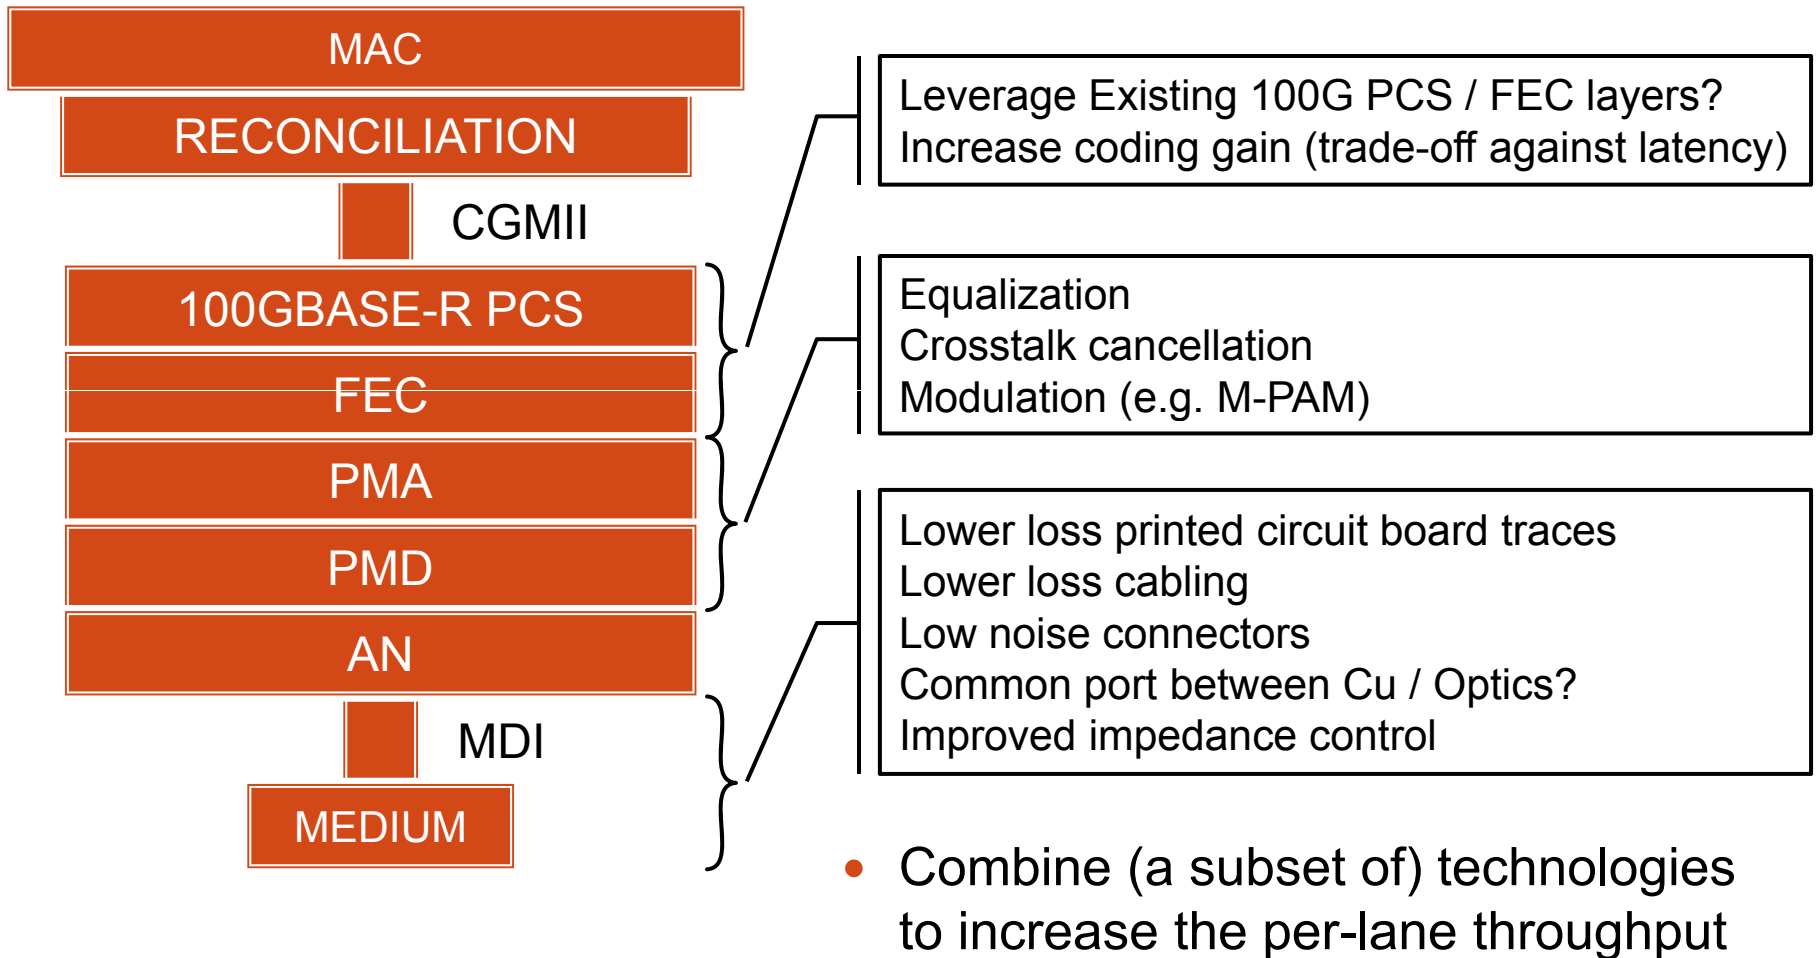 MAC
RECONCILIATION
CGMII
100GBASE-R PCS
FEC
PMA
PMD
AN
MDI
MEDIUM
Leverage Existing 100G PCS / FEC layers?
Increase coding gain (trade-off against latency)
Equalization
Crosstalk cancellation
Modulation (e.g. M-PAM)
Lower loss printed circuit board traces
Lower loss cabling
Low noise connectors
Common port between Cu / Optics?
Improved impedance control
• Combine (a subset of) technologies
to increase the per-lane throughput